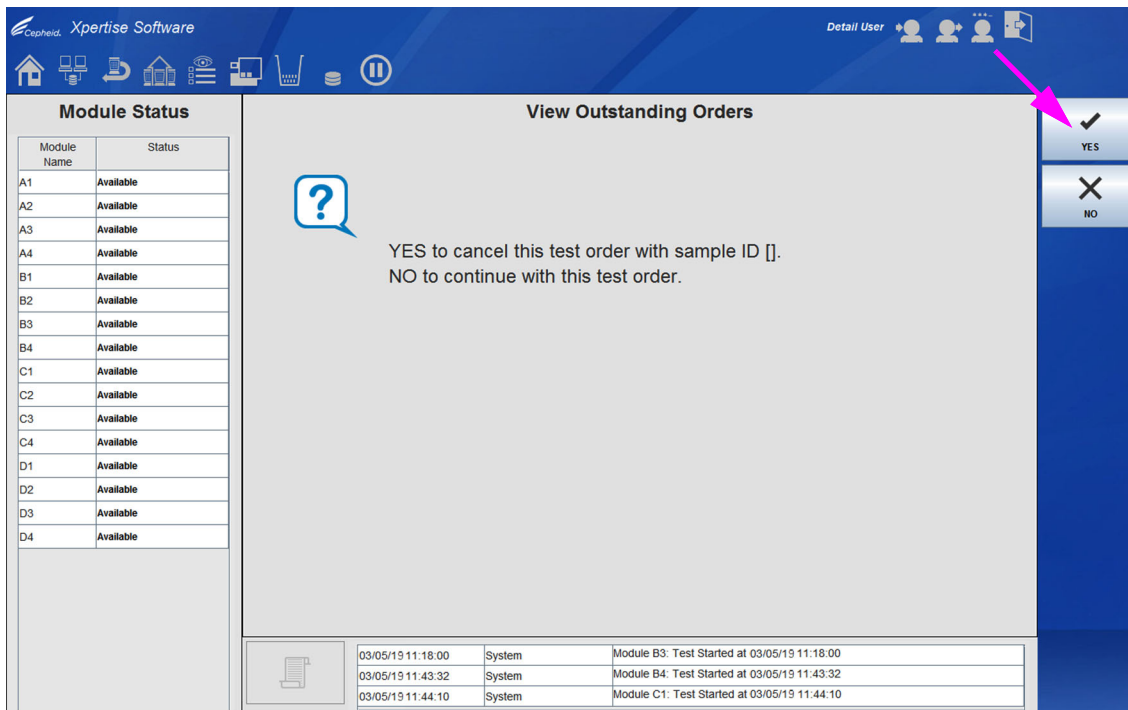 Cepheid. Xpertise Software
Detail User
Module Status
Module Name Status
A1 Available
A2 Available
A3 Available
A4 Available
B1 Available
B2 Available
B3 Available
B4 Available
C1 Available
C2 Available
C3 Available
C4 Available
D1 Available
D2 Available
D3 Available
D4 Available
View Outstanding Orders
?
YES to cancel this test order with sample ID [].
NO to continue with this test order.
03/05/19 11:18:00 System Module B3: Test Started at 03/05/19 11:18:00
03/05/19 11:43:32 System Module B4: Test Started at 03/05/19 11:43:32
03/05/19 11:44:10 System Module C1: Test Started at 03/05/19 11:44:10
YES
NO